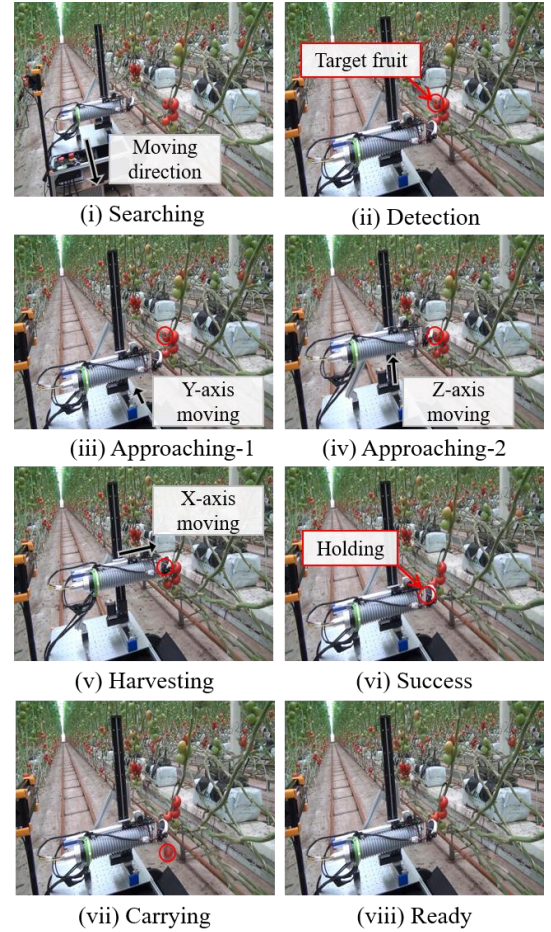 Moving
direction
(i) Searching
Target fruit
(ii) Detection
Y-axis
moving
(iii) Approaching-1
Z-axis
moving
(iv) Approaching-2
X-axis
moving
(v) Harvesting
Holding
(vi) Success
(vii) Carrying
(viii) Ready